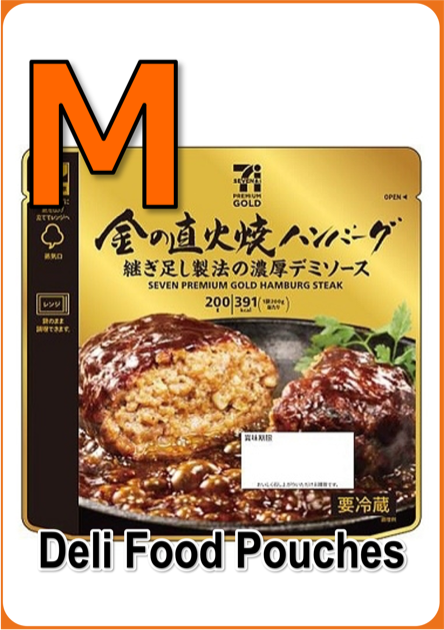 M
7i
SEVEN&i
PREMIUM
GOLD
OPEN◀
金の直火焼ハンバーグ
継ぎ足し製法の濃厚デミソース
SEVEN PREMIUM GOLD HAMBURG STEAK
200g 391kcal
蒸気口
レンジ
袋のまま
調理できます。
賞味期限
要冷蔵
Deli Food Pouches